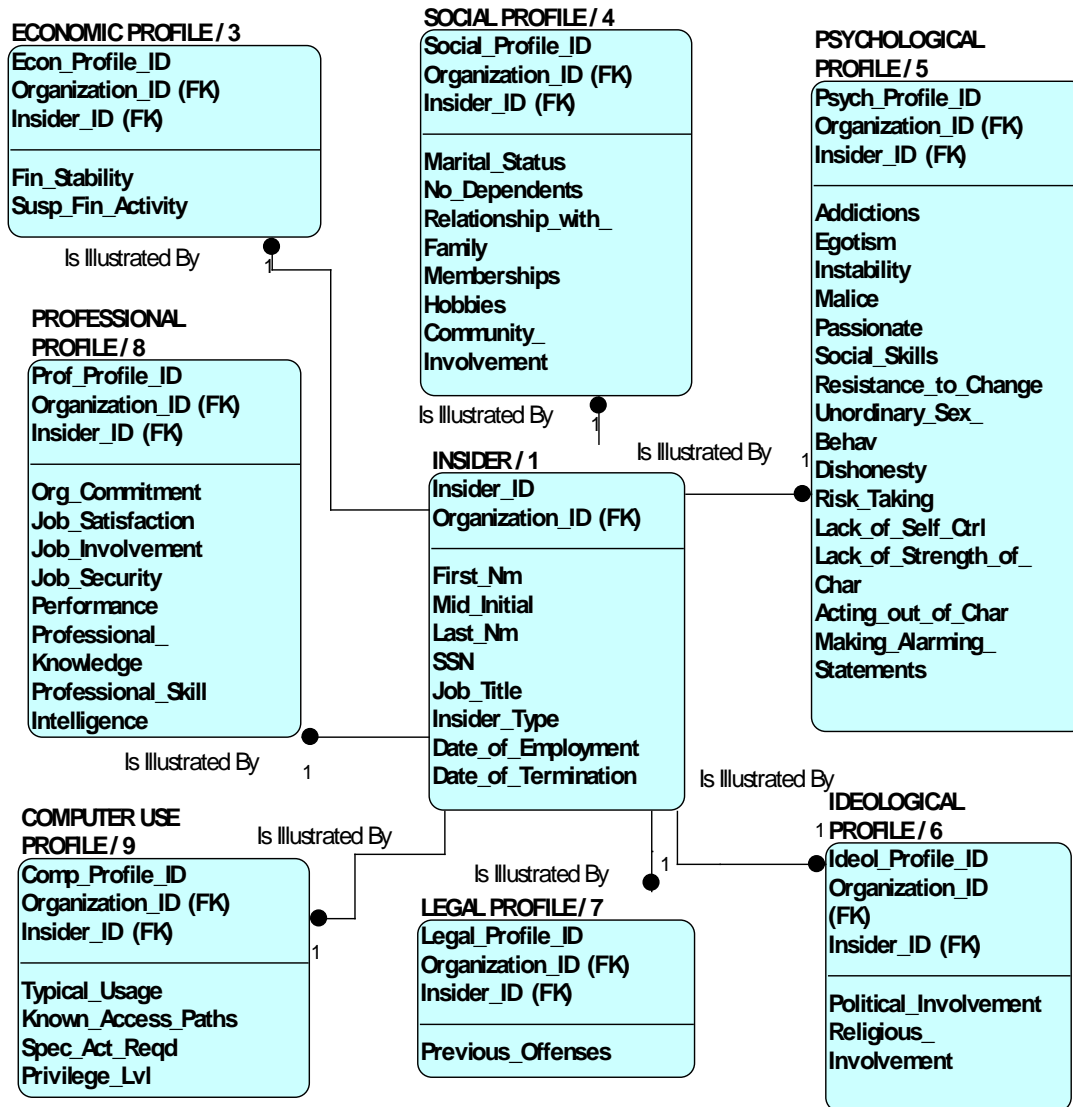 ECONOMIC PROFILE / 3
Econ_Profile_ID
Organization_ID (FK)
Insider_ID (FK)
Fin_Stability
Susp_Fin_Activity
Is Illustrated By
1
SOCIAL PROFILE / 4
Social_Profile_ID
Organization_ID (FK)
Insider_ID (FK)
Marital_Status
No_Dependents
Relationship_with_
Family
Memberships
Hobbies
Community_
Involvement
Is Illustrated By
1
PSYCHOLOGICAL
PROFILE / 5
Psych_Profile_ID
Organization_ID (FK)
Insider_ID (FK)
Addictions
Egotism
Instability
Malice
Passionate
Social_Skills
Resistance_to_Change
Unordinary_Sex_
Behav
Dishonesty
Risk_Taking
Lack_of_Self_Ctrl
Lack_of_Strength_of_
Char
Acting_out_of_Char
Making_Alarming_
Statements
Is Illustrated By
1
PROFESSIONAL
PROFILE / 8
Prof_Profile_ID
Organization_ID (FK)
Insider_ID (FK)
Org_Commitment
Job_Satisfaction
Job_Involvement
Job_Security
Performance
Professional_
Knowledge
Professional_Skill
Intelligence
Is Illustrated By
1
INSIDER / 1
Insider_ID
Organization_ID (FK)
First_Nm
Mid_Initial
Last_Nm
SSN
Job_Title
Insider_Type
Date_of_Employment
Date_of_Termination
COMPUTER USE
PROFILE / 9
Comp_Profile_ID
Organization_ID (FK)
Insider_ID (FK)
Typical_Usage
Known_Access_Paths
Spec_Act_Reqd
Privilege_Lvl
Is Illustrated By
1
Is Illustrated By
1
LEGAL PROFILE / 7
Legal_Profile_ID
Organization_ID (FK)
Insider_ID (FK)
Previous_Offenses
Is Illustrated By
1
IDEOLOGICAL
PROFILE / 6
Ideol_Profile_ID
Organization_ID
(FK)
Insider_ID (FK)
Political_Involvement
Religious_
Involvement